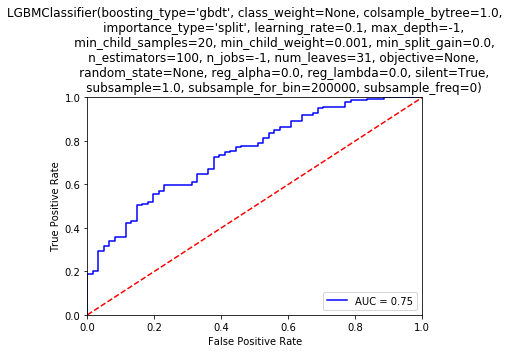 LGBMClassifier(boosting_type='gbdt', class_weight=None, colsample_bytree=1.0,
importance_type='split', learning_rate=0.1, max_depth=-1,
min_child_samples=20, min_child_weight=0.001, min_split_gain=0.0,
n_estimators=100, n_jobs=-1, num_leaves=31, objective=None,
random_state=None, reg_alpha=0.0, reg_lambda=0.0, silent=True,
subsample=1.0, subsample_for_bin=200000, subsample_freq=0)
1.0
0.8
0.6
0.4
0.2
0.0
True Positive Rate
AUC = 0.75
0.0 0.2 0.4 0.6 0.8 1.0
False Positive Rate